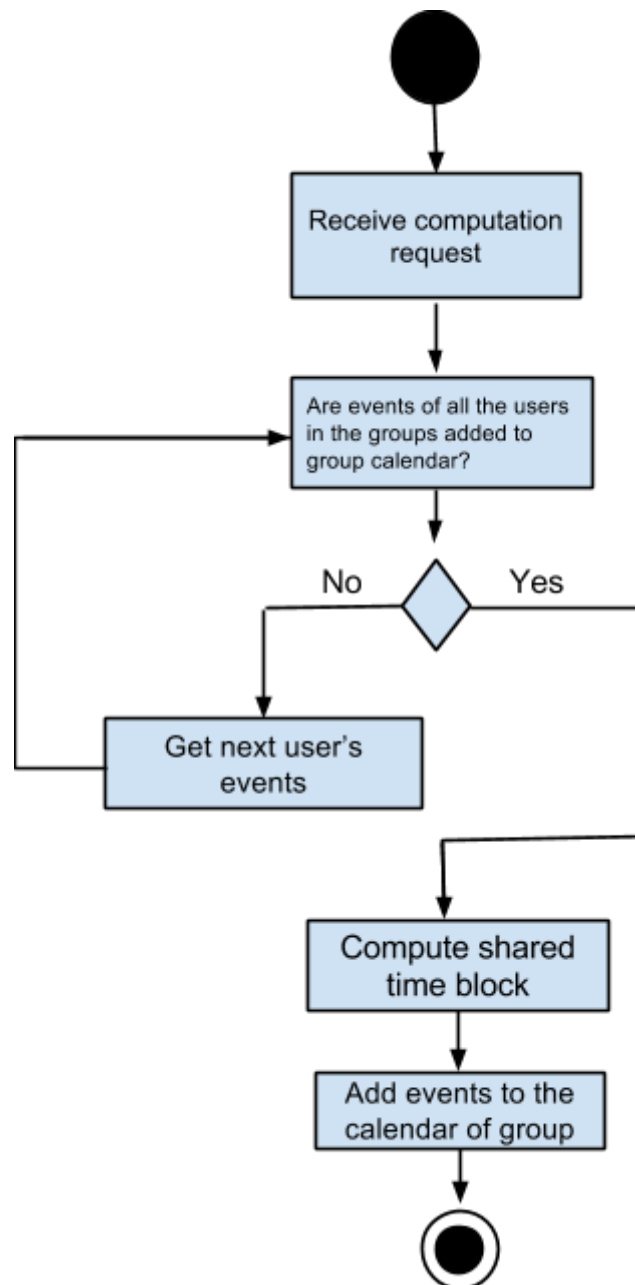 Receive computation
request
Are events of all the users
in the groups added to
group calendar?
No
Yes
Get next user's
events
Compute shared
time block
Add events to the
calendar of group